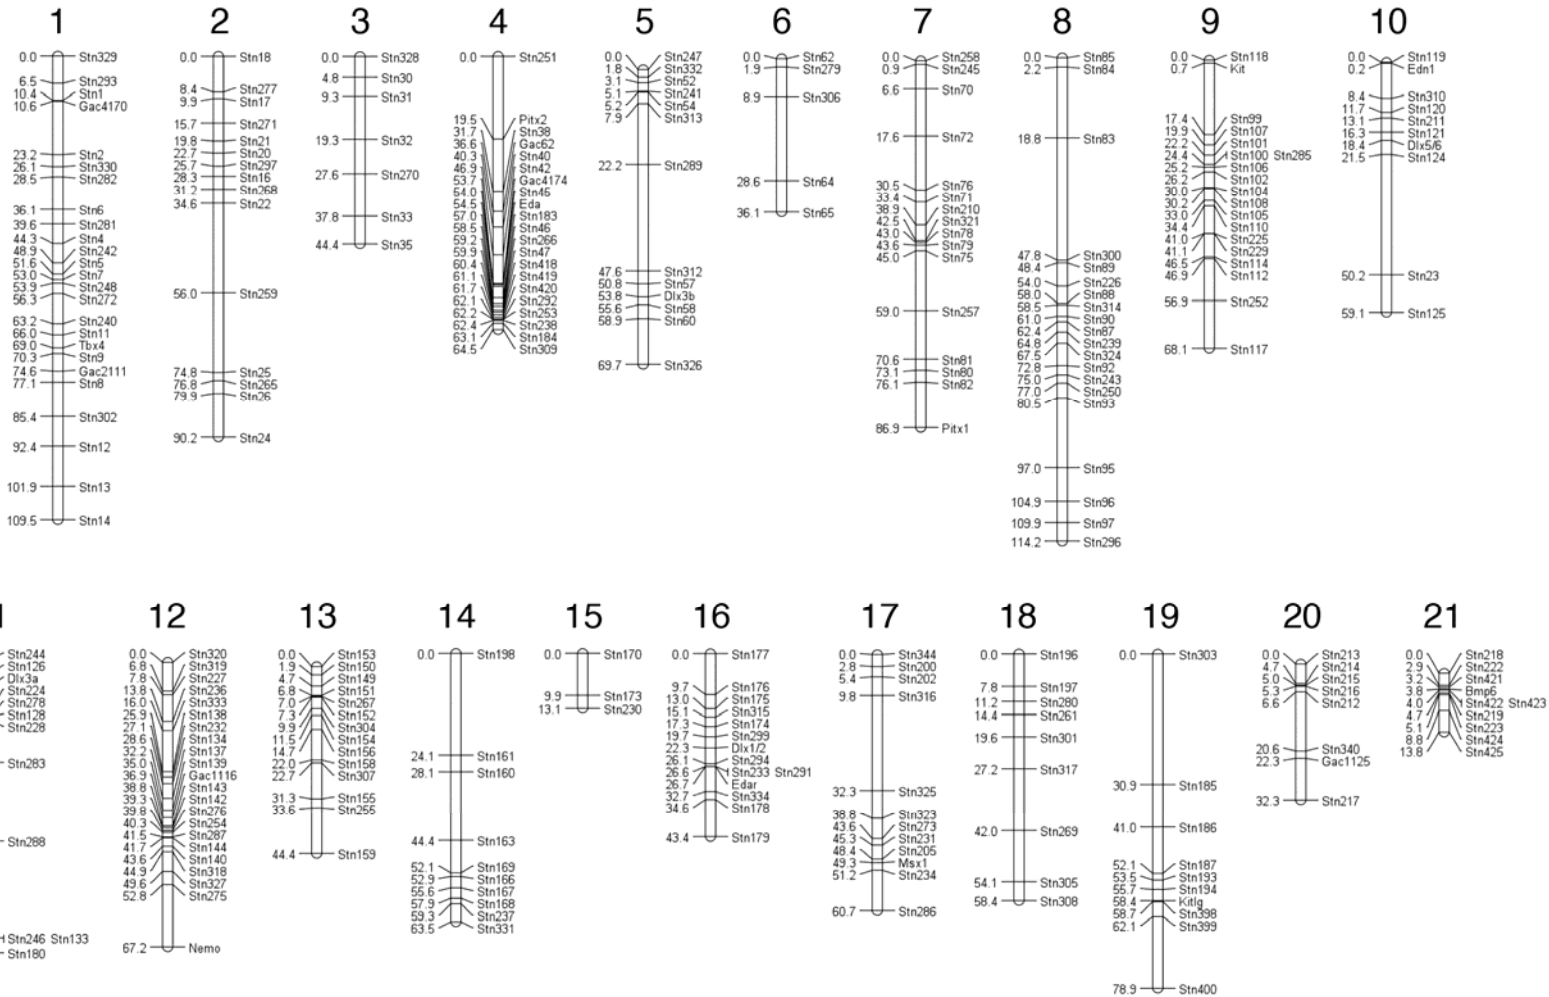 1
0.0 Stn329
6.5 Stn293
10.4 Stn1
10.6 Gac4170
23.2 Stn2
26.1 Stn330
28.5 Stn282
36.1 Stn6
39.6 Stn281
44.3 Stn4
48.9 Stn242
51.6 Stn5
53.0 Stn7
53.9 Stn248
56.3 Stn272
63.2 Stn240
66.0 Stn11
69.0 Tbx4
70.3 Stn9
74.6 Gac2111
77.1 Stn8
85.4 Stn302
92.4 Stn12
101.9 Stn13
109.5 Stn14
2
0.0 Stn18
8.4 Stn277
9.9 Stn17
15.7 Stn271
19.8 Stn21
22.7 Stn20
25.7 Stn297
28.3 Stn16
31.2 Stn268
34.6 Stn22
56.0 Stn259
74.8 Stn25
76.8 Stn265
79.9 Stn26
90.2 Stn24
3
0.0 Stn328
4.8 Stn30
9.3 Stn31
19.3 Stn32
27.6 Stn270
37.8 Stn33
44.4 Stn35
4
0.0 Stn251
19.5 Pitx2
31.7 Stn38
36.6 Gac62
40.3 Stn40
46.9 Stn42
53.7 Gac4174
54.0 Stn45
54.5 Eda
57.0 Stn183
58.5 Stn46
59.2 Stn266
59.9 Stn47
60.4 Stn418
61.1 Stn419
61.7 Stn420
62.1 Stn292
62.2 Stn253
62.4 Stn238
63.1 Stn184
64.5 Stn309
5
0.0 Stn247
1.8 Stn332
3.1 Stn52
5.1 Stn241
5.2 Stn54
7.9 Stn313
22.2 Stn289
47.6 Stn312
50.8 Stn57
53.8 Dlx3b
55.6 Stn58
58.9 Stn60
69.7 Stn326
6
0.0 Stn62
1.9 Stn279
8.9 Stn306
28.6 Stn64
36.1 Stn65
7
0.0 Stn258
0.9 Stn245
6.6 Stn70
17.6 Stn72
30.5 Stn76
33.4 Stn71
38.9 Stn210
42.5 Stn321
43.0 Stn78
43.6 Stn79
45.0 Stn75
59.0 Stn257
70.6 Stn81
73.1 Stn80
76.1 Stn82
86.9 Pitx1
8
0.0 Stn85
2.2 Stn84
18.8 Stn83
47.8 Stn300
48.4 Stn89
54.0 Stn226
58.0 Stn88
58.5 Stn314
61.0 Stn90
62.4 Stn87
64.8 Stn239
67.5 Stn324
72.8 Stn92
75.0 Stn243
77.0 Stn250
80.5 Stn93
97.0 Stn95
104.9 Stn96
109.9 Stn97
114.2 Stn296
9
0.0 Stn118
0.7 Kit
17.4 Stn99
19.9 Stn107
22.2 Stn101
24.4 Stn100 Stn285
25.2 Stn106
26.2 Stn102
30.0 Stn104
30.2 Stn108
33.0 Stn105
34.4 Stn110
41.0 Stn225
41.1 Stn229
46.5 Stn114
46.9 Stn112
56.9 Stn252
68.1 Stn117
10
0.0 Stn119
0.2 Edn1
8.4 Stn310
11.7 Stn120
13.1 Stn211
16.3 Stn121
18.4 Dlx5/6
21.5 Stn124
50.2 Stn23
59.1 Stn125
Stn244
Stn126
Dlx3a
Stn224
Stn278
Stn128
Stn228
Stn283
Stn288
Stn246 Stn133
Stn180
12
0.0 Stn320
6.8 Stn319
7.8 Stn227
13.8 Stn236
16.0 Stn333
25.9 Stn138
27.1 Stn232
28.6 Stn134
32.2 Stn137
35.0 Stn139
36.9 Gac1116
38.8 Stn143
39.3 Stn142
39.8 Stn276
40.3 Stn254
41.5 Stn287
41.7 Stn144
43.6 Stn140
44.9 Stn318
49.6 Stn327
52.8 Stn275
67.2 Nemo
13
0.0 Stn153
1.9 Stn150
4.7 Stn149
6.8 Stn151
7.0 Stn267
7.3 Stn152
9.9 Stn304
11.5 Stn154
14.7 Stn156
22.0 Stn158
22.7 Stn307
31.3 Stn155
33.6 Stn255
44.4 Stn159
14
0.0 Stn198
24.1 Stn161
28.1 Stn160
44.4 Stn163
52.1 Stn169
52.9 Stn166
55.6 Stn167
57.9 Stn168
59.3 Stn237
63.5 Stn331
15
0.0 Stn170
9.9 Stn173
13.1 Stn230
16
0.0 Stn177
9.7 Stn176
13.0 Stn175
15.1 Stn315
17.3 Stn174
19.7 Stn299
22.3 Dlx1/2
26.1 Stn294
26.6 Stn233 Stn291
26.7 Edar
32.7 Stn334
34.6 Stn178
43.4 Stn179
17
0.0 Stn344
2.8 Stn200
5.4 Stn202
9.8 Stn316
32.3 Stn325
38.8 Stn323
43.6 Stn273
45.3 Stn231
48.4 Stn205
49.3 Msx1
51.2 Stn234
60.7 Stn286
18
0.0 Stn196
7.8 Stn197
11.2 Stn280
14.4 Stn261
19.6 Stn301
27.2 Stn317
42.0 Stn269
54.1 Stn305
58.4 Stn308
19
0.0 Stn303
30.9 Stn185
41.0 Stn186
52.1 Stn187
53.5 Stn193
55.7 Stn194
58.4 Kitlg
58.7 Stn398
62.1 Stn399
78.9 Stn400
20
0.0 Stn213
4.7 Stn214
5.0 Stn215
5.3 Stn216
6.6 Stn212
20.6 Stn340
22.3 Gac1125
32.3 Stn217
21
0.0 Stn218
2.9 Stn222
3.2 Stn421
3.8 Bmp6
4.0 Stn422 Stn423
4.7 Stn219
5.1 Stn223
8.8 Stn424
13.8 Stn425